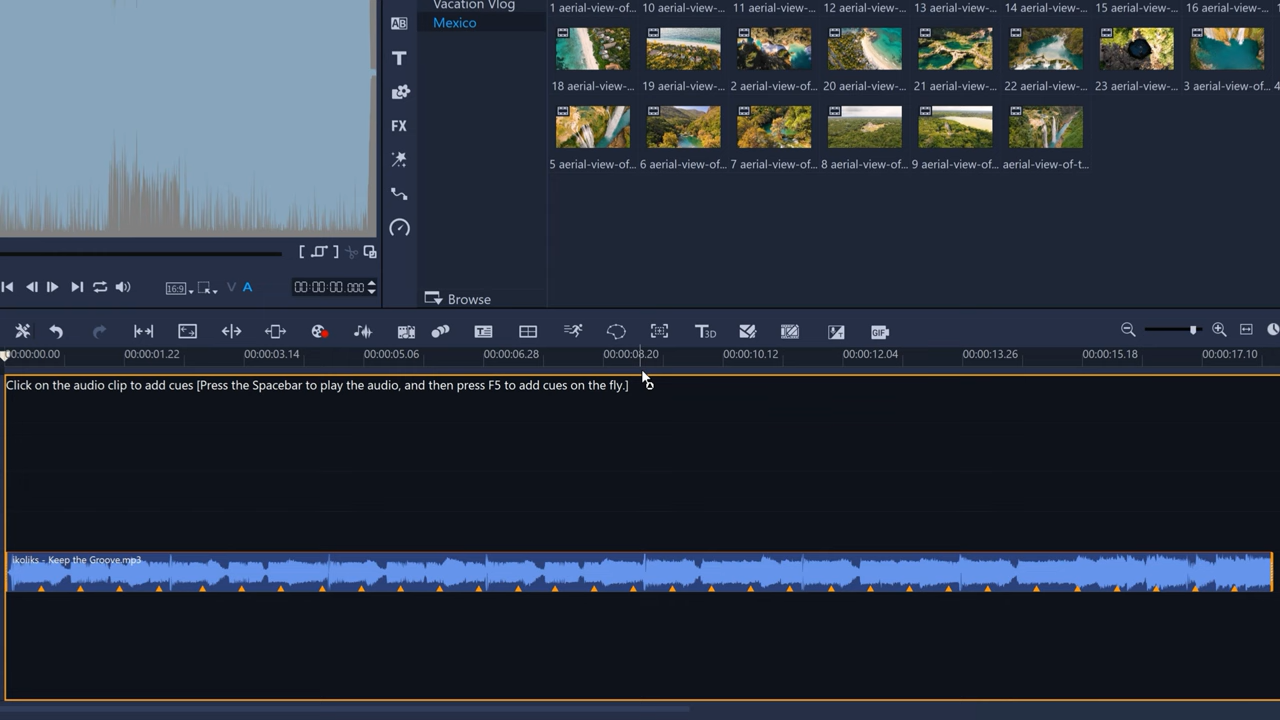 Vacation Vlog
Mexico
1 aerial-view-of... 10 aerial-view-... 11 aerial-view-... 12 aerial-view-... 13 aerial-view-... 14 aerial-view-... 15 aerial-view-... 16 aerial-view-...
AB
T
18 aerial-view-... 19 aerial-view-... 2 aerial-view-of... 20 aerial-view-... 21 aerial-view-... 22 aerial-view-... 23 aerial-view-... 3 aerial-view-of...
FX
5 aerial-view-of... 6 aerial-view-of... 7 aerial-view-of... 8 aerial-view-of... 9 aerial-view-of... aerial-view-of-t...
16:9 V A 00:00:00.000
Browse
T3D GIF
00:00:00.00 00:00:01.22 00:00:03.14 00:00:05.06 00:00:06.28 00:00:08.20 00:00:10.12 00:00:12.04 00:00:13.26 00:00:15.18 00:00:17.10
Click on the audio clip to add cues [Press the Spacebar to play the audio, and then press F5 to add cues on the fly.]
ikoliks - Keep the Groove.mp3